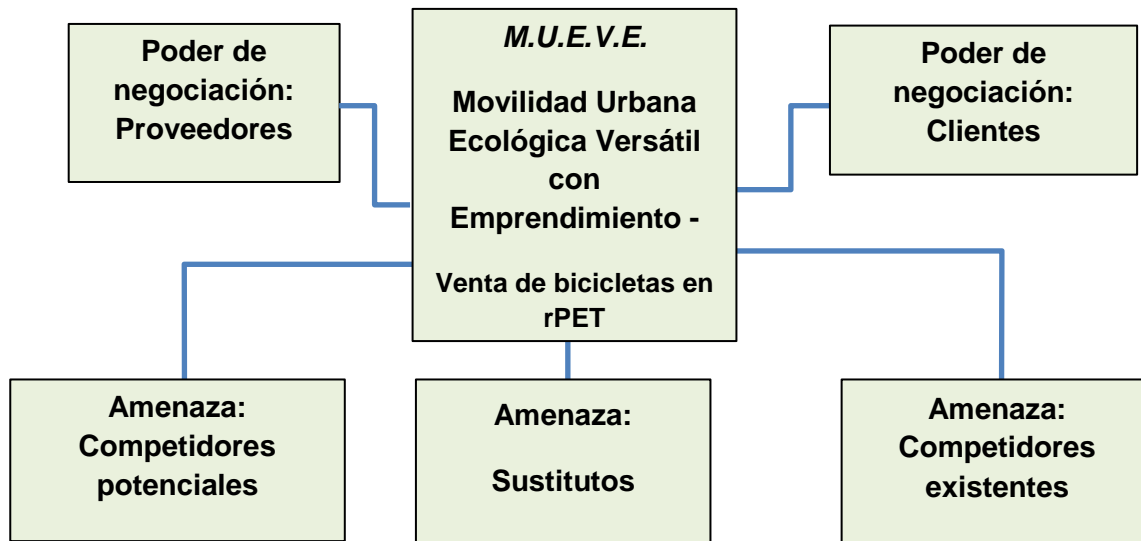 Poder de
negociación:
Proveedores
M.U.E.V.E.
Movilidad Urbana
Ecológica Versátil
con
Emprendimiento -
Venta de bicicletas en
rPET
Poder de
negociación:
Clientes
Amenaza:
Competidores
potenciales
Amenaza:
Sustitutos
Amenaza:
Competidores
existentes